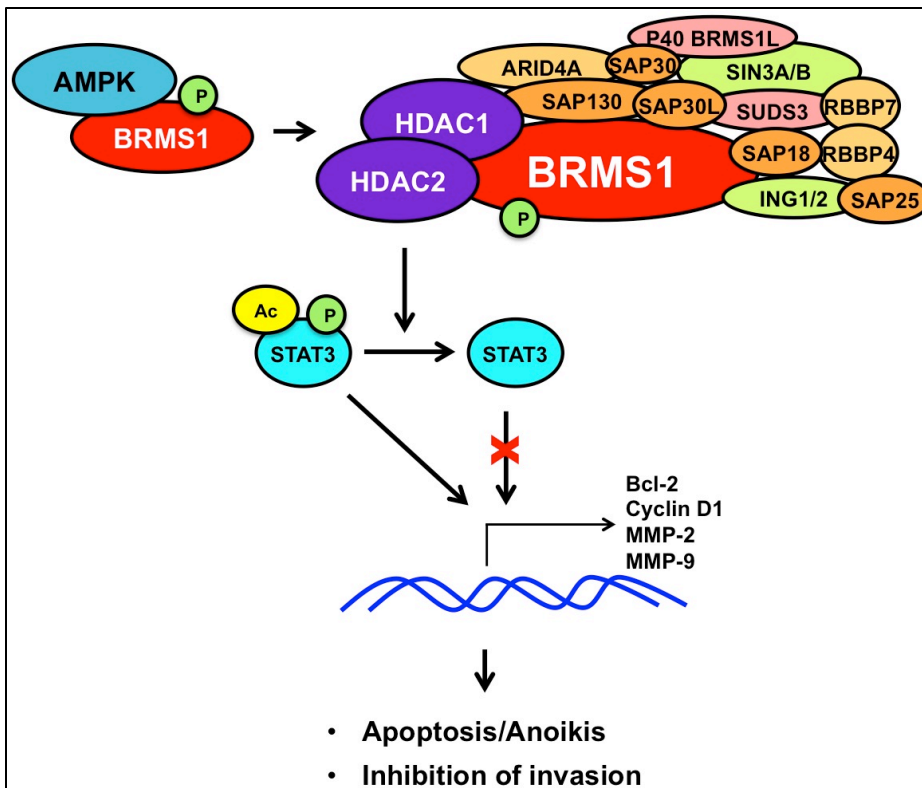 AMPK
P
BRMS1
HDAC1
HDAC2
ARID4A
SAP30
P40 BRMS1L
SIN3A/B
SAP130
SAP30L
SUDS3
RBBP7
BRMS1
SAP18
RBBP4
ING1/2
SAP25
P
Ac
P
STAT3
STAT3
Bcl-2
Cyclin D1
MMP-2
MMP-9
• Apoptosis/Anoikis
• Inhibition of invasion